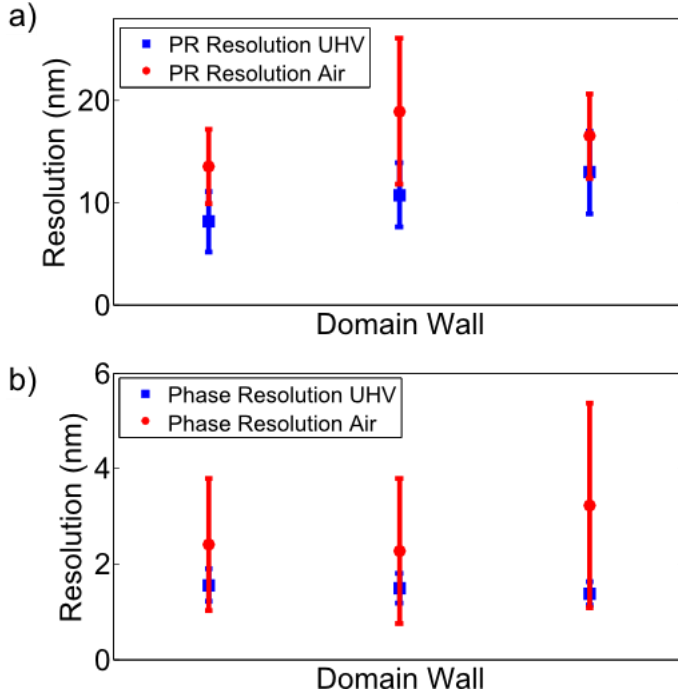 a)
PR Resolution UHV
PR Resolution Air
Resolution (nm)
20
10
0
Domain Wall
b)
6
Phase Resolution UHV
Phase Resolution Air
Resolution (nm)
4
2
0
Domain Wall